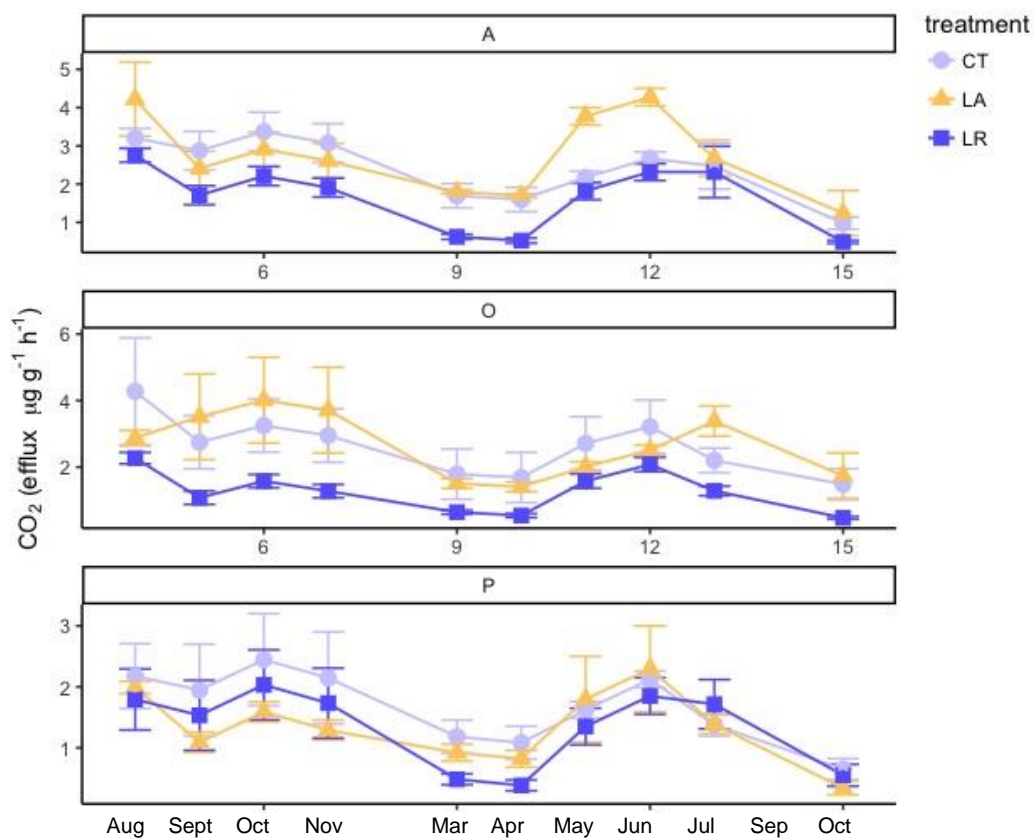 treatment
CT
LA
LR
A
5
4
3
2
1
6 9 12 15
O
6
4
2
6 9 12 15
P
3
2
1
Aug Sept Oct Nov Mar Apr May Jun Jul Sep Oct
CO₂ (efflux µg g⁻¹ h⁻¹)